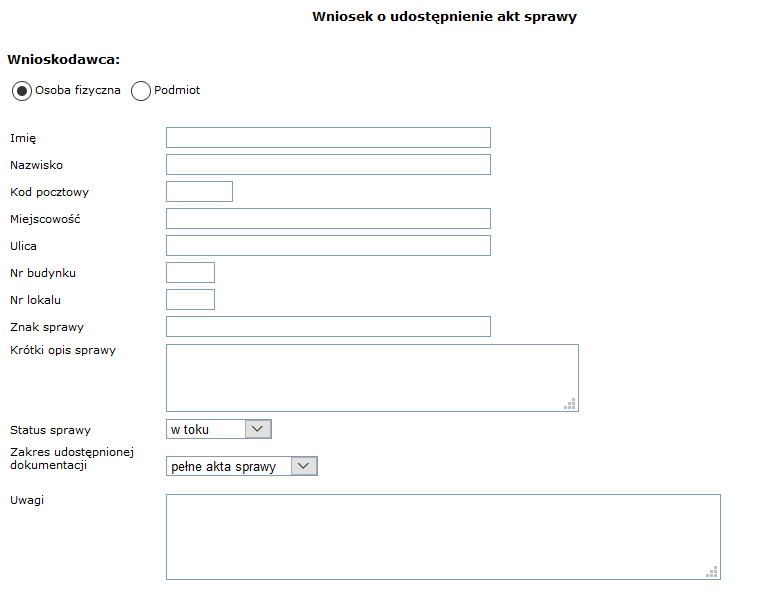 Wniosek o udostępnienie akt sprawy
Wnioskodawca:
Osoba fizyczna Podmiot
Imię
Nazwisko
Kod pocztowy
Miejscowość
Ulica
Nr budynku
Nr lokalu
Znak sprawy
Krótki opis sprawy
Status sprawy w toku
Zakres udostępnionej
dokumentacji pełne akta sprawy
Uwagi